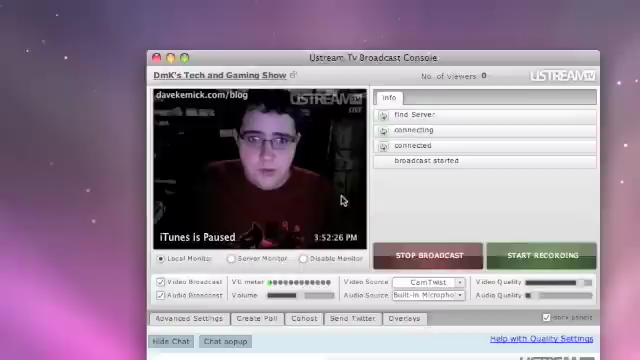 Ustream Tv Broadcast Console
DmK's Tech and Gaming Show
No. of Viewers 0
USTREAM TV
davekemick.com/blog
USTREAM TV
LIVE
iTunes is Paused
3:52:26 PM
Info
find Server
connecting
connected
broadcast started
STOP BROADCAST
START RECORDING
Local Monitor
Server Monitor
Disable Monitor
Video Broadcast
VU meter
Video Source
CamTwist
Video Quality
Audio Broadcast
Volume
Audio Source
Built-in Micropho
Audio Quality
Advanced Settings
Create Poll
Cohost
Send Twitter
Overlays
Hide Chat
Chat popup
Help with Quality Settings
USTREAM